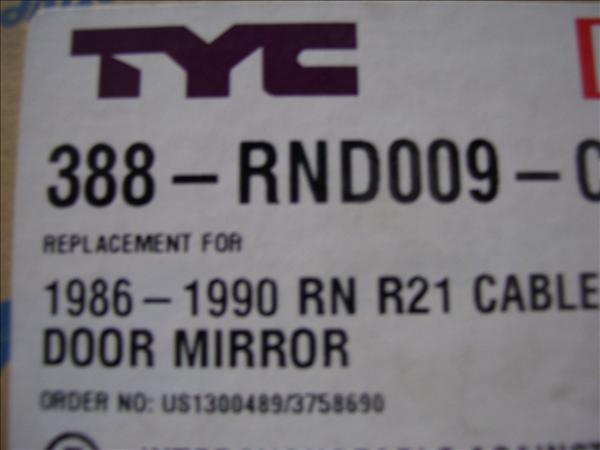 TYC
388-RND009-
REPLACEMENT FOR
1986-1990 RN R21 CABLE
DOOR MIRROR
ORDER NO: US1300489/3758690